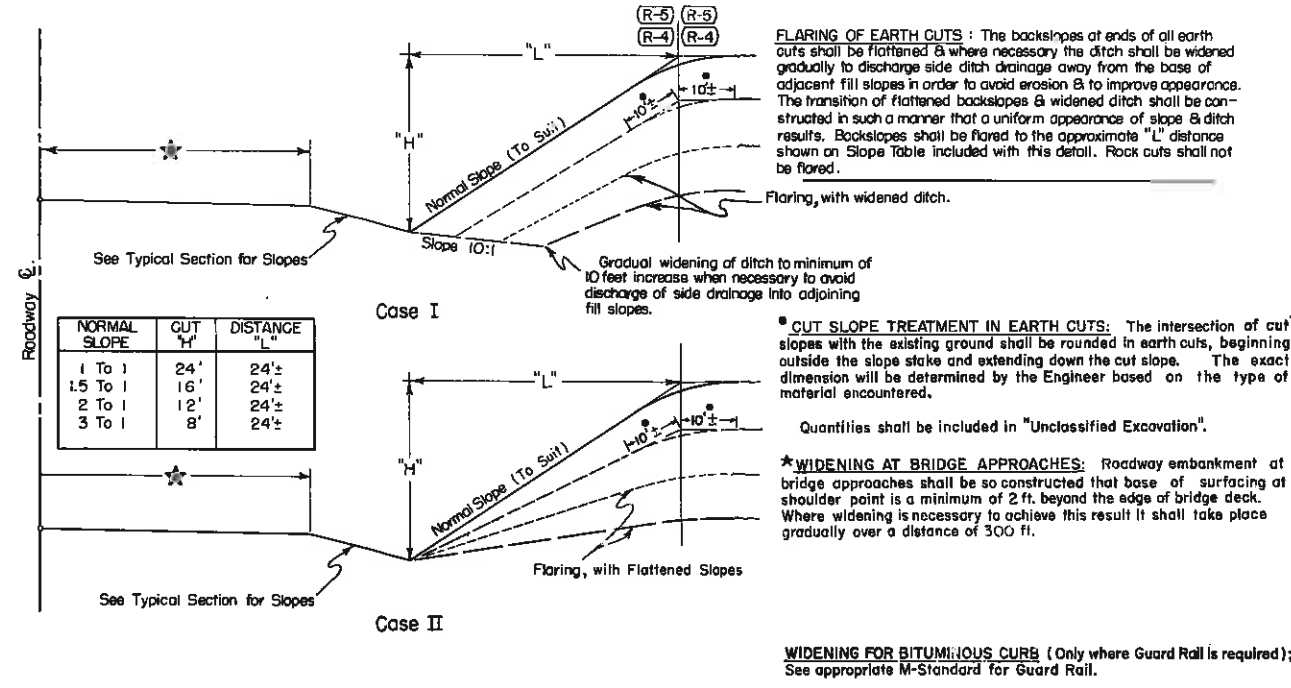 (R-5) (R-5)
(R-4) (R-4)
"L"
"H"
10'±
10'±
Normal Slope (To Suit)
Slope 10:1
See Typical Section for Slopes
Roadway ℄
Gradual widening of ditch to minimum of
10 feet increase when necessary to avoid
discharge of side drainage into adjoining
fill slopes.
Flaring, with widened ditch.
Case I
NORMAL SLOPE | CUT "H" | DISTANCE "L"
1 To 1 | 24' | 24'±
1.5 To 1 | 16' | 24'±
2 To 1 | 12' | 24'±
3 To 1 | 8' | 24'±
"L"
"H"
10'±
10'±
Normal Slope (To Suit)
See Typical Section for Slopes
Flaring, with Flattened Slopes
Case II
FLARING OF EARTH CUTS : The backslopes at ends of all earth
cuts shall be flattened & where necessary the ditch shall be widened
gradually to discharge side ditch drainage away from the base of
adjacent fill slopes in order to avoid erosion & to improve appearance.
The transition of flattened backslopes & widened ditch shall be con-
structed in such a manner that a uniform appearance of slope & ditch
results. Backslopes shall be flared to the approximate "L" distance
shown on Slope Table included with this detail. Rock cuts shall not
be flared.
• CUT SLOPE TREATMENT IN EARTH CUTS: The intersection of cut
slopes with the existing ground shall be rounded in earth cuts, beginning
outside the slope stake and extending down the cut slope. The exact
dimension will be determined by the Engineer based on the type of
material encountered.
Quantities shall be included in "Unclassified Excavation".
★ WIDENING AT BRIDGE APPROACHES: Roadway embankment at
bridge approaches shall be so constructed that base of surfacing at
shoulder point is a minimum of 2 ft. beyond the edge of bridge deck.
Where widening is necessary to achieve this result it shall take place
gradually over a distance of 300 ft.
WIDENING FOR BITUMINOUS CURB (Only where Guard Rail is required);
See appropriate M-Standard for Guard Rail.